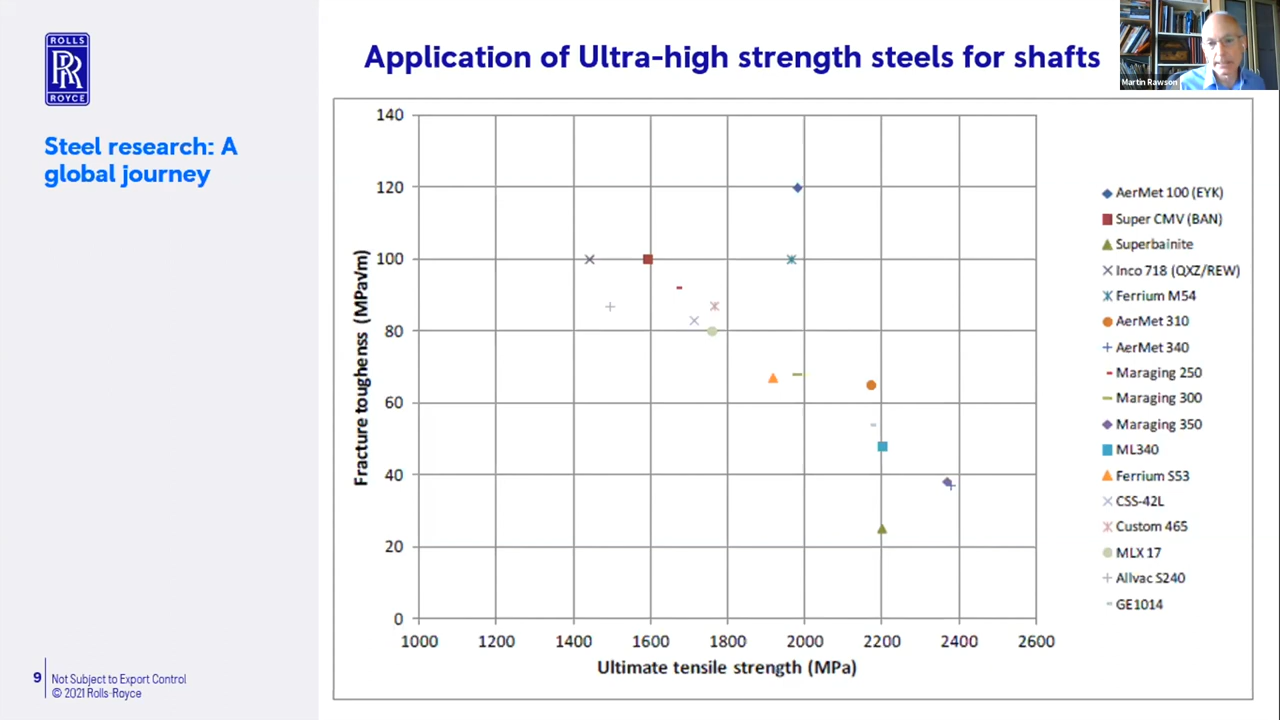 ROLLS
RR
ROYCE
Application of Ultra-high strength steels for shafts
Martin Rawson
Steel research: A
global journey
140
120
100
80
60
40
20
0
Fracture toughenss (MPa√m)
1000 1200 1400 1600 1800 2000 2200 2400 2600
Ultimate tensile strength (MPa)
AerMet 100 (EYK)
Super CMV (BAN)
Superbainite
Inco 718 (QXZ/REW)
Ferrium M54
AerMet 310
AerMet 340
Maraging 250
Maraging 300
Maraging 350
ML340
Ferrium S53
CSS-42L
Custom 465
MLX 17
Allvac S240
GE1014
9
Not Subject to Export Control
© 2021 Rolls-Royce